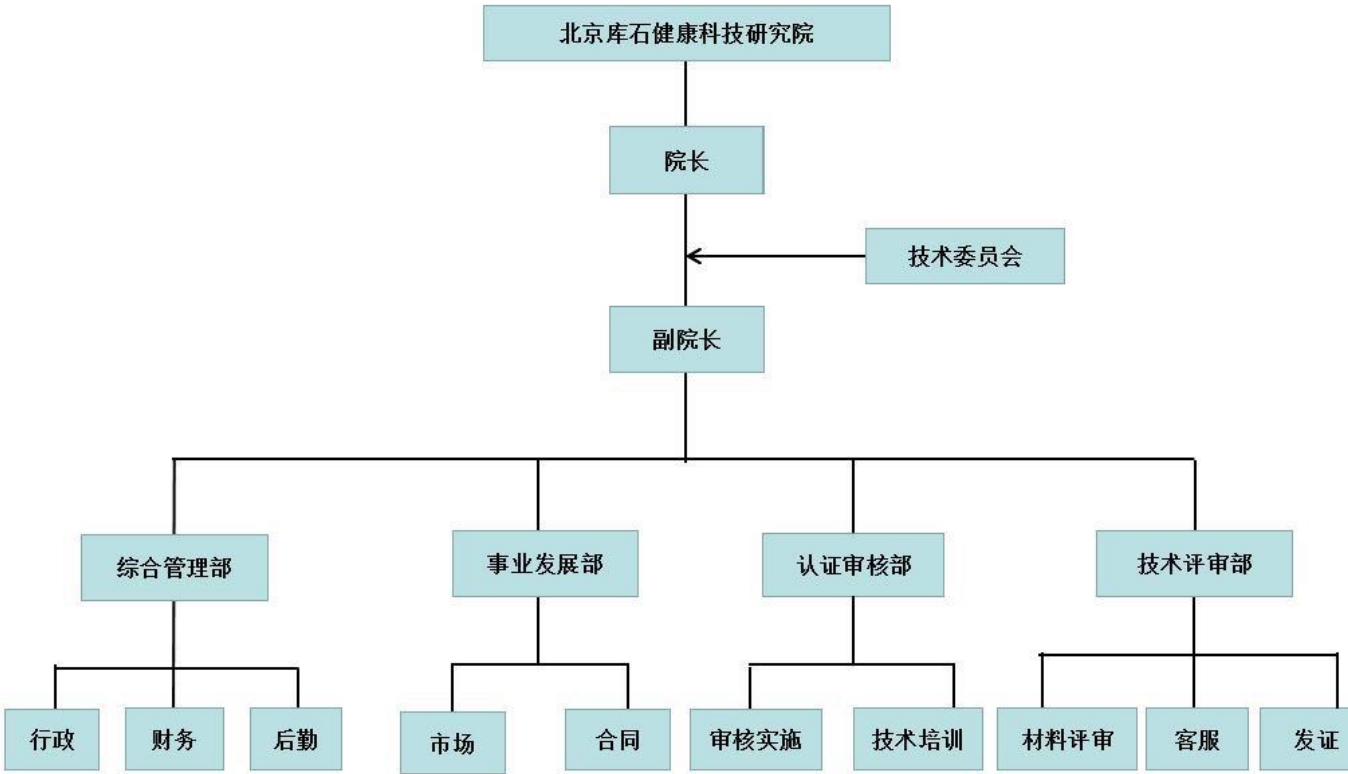 北京库石健康科技研究院
院长
技术委员会
副院长
综合管理部
事业发展部
认证审核部
技术评审部
行政
财务
后勤
市场
合同
审核实施
技术培训
材料评审
客服
发证